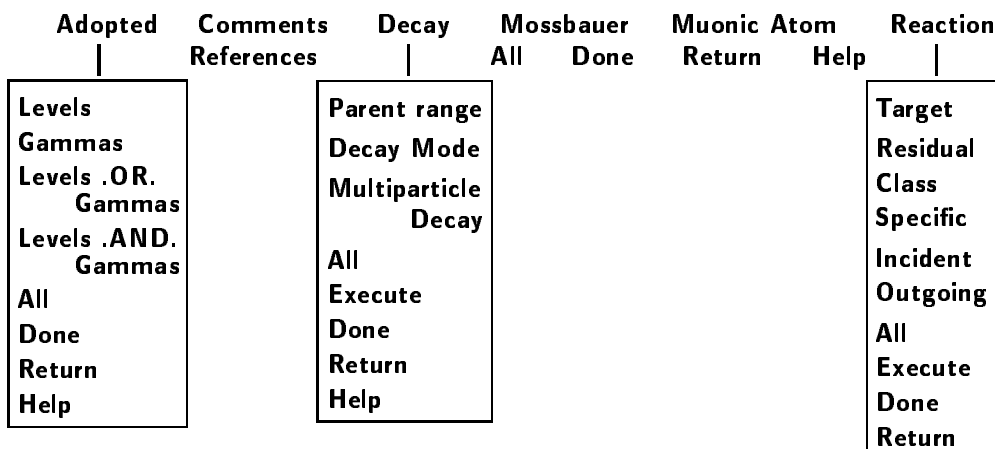 Adopted Comments Decay Mossbauer Muonic Atom Reaction
References All Done Return Help
Levels
Gammas
Levels .OR.
Gammas
Levels .AND.
Gammas
All
Done
Return
Help
Parent range
Decay Mode
Multiparticle
Decay
All
Execute
Done
Return
Help
Target
Residual
Class
Specific
Incident
Outgoing
All
Execute
Done
Return